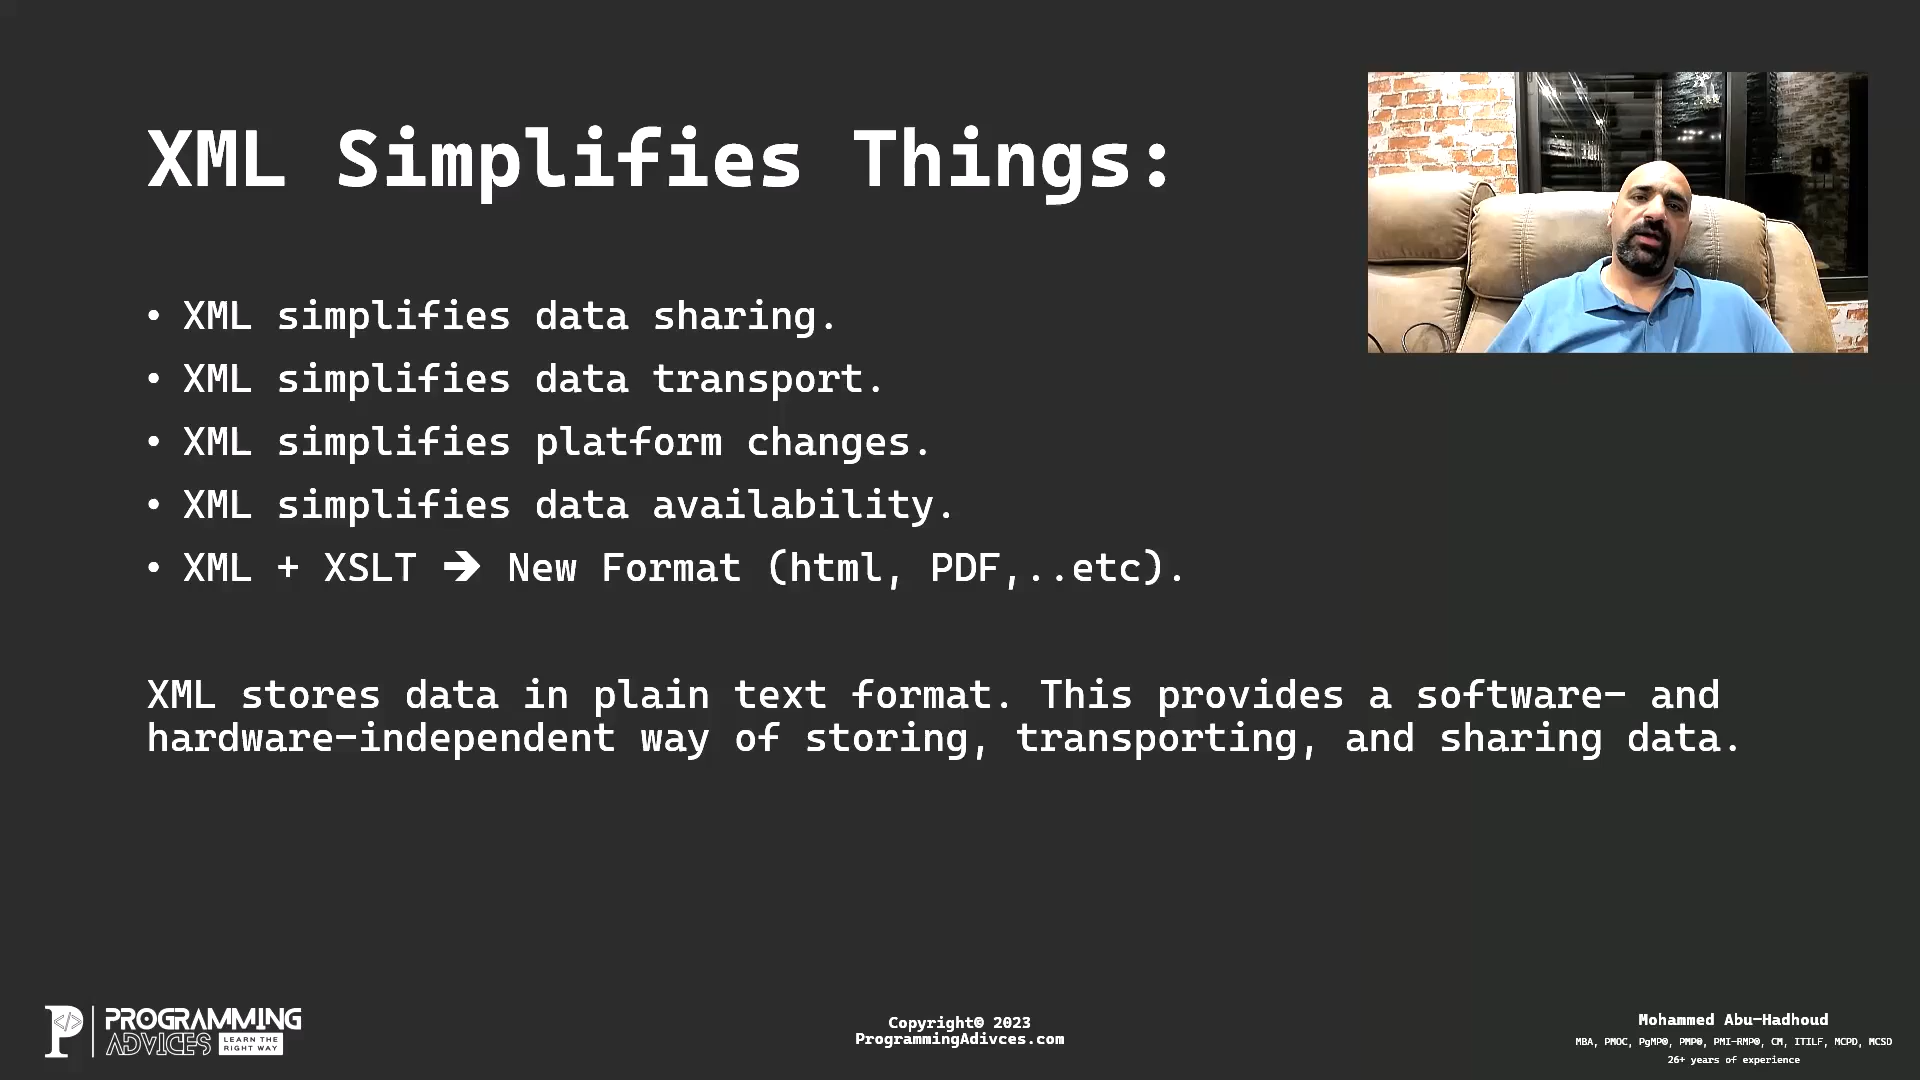 XML Simplifies Things:
• XML simplifies data sharing.
• XML simplifies data transport.
• XML simplifies platform changes.
• XML simplifies data availability.
• XML + XSLT 🡺 New Format (html, PDF,..etc).
XML stores data in plain text format. This provides a software- and
hardware-independent way of storing, transporting, and sharing data.
P </>
PROGRAMMING
ADVICES
LEARN THE
RIGHT WAY
Copyright© 2023
ProgrammingAdivces.com
Mohammed Abu-Hadhoud
MBA, PMOC, PgMP®, PMP®, PMI-RMP®, CM, ITILF, MCPD, MCSD
26+ years of experience